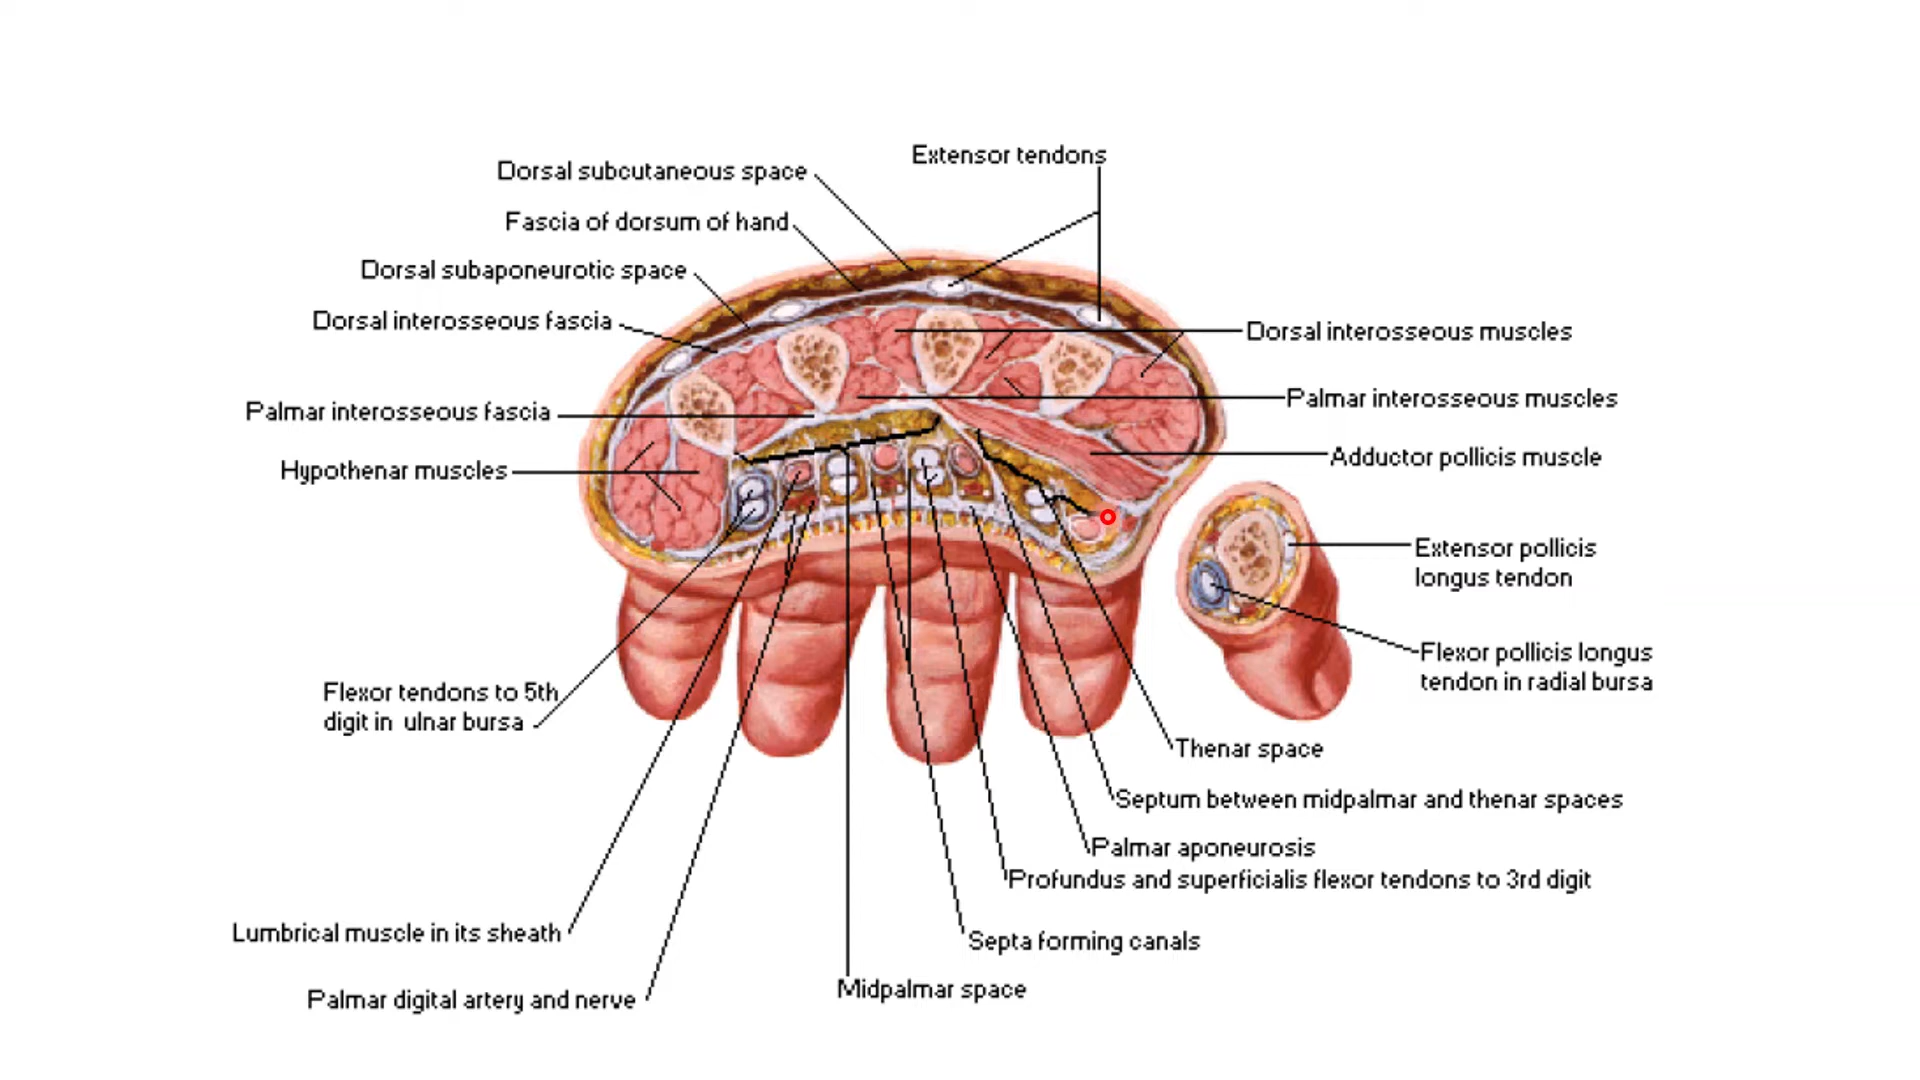 Extensor tendons
Dorsal subcutaneous space
Fascia of dorsum of hand
Dorsal subaponeurotic space
Dorsal interosseous fascia
Dorsal interosseous muscles
Palmar interosseous muscles
Palmar interosseous fascia
Adductor pollicis muscle
Hypothenar muscles
Extensor pollicis
longus tendon
Flexor pollicis longus
tendon in radial bursa
Flexor tendons to 5th
digit in ulnar bursa
Thenar space
Septum between midpalmar and thenar spaces
Palmar aponeurosis
Profundus and superficialis flexor tendons to 3rd digit
Lumbrical muscle in its sheath
Septa forming canals
Midpalmar space
Palmar digital artery and nerve